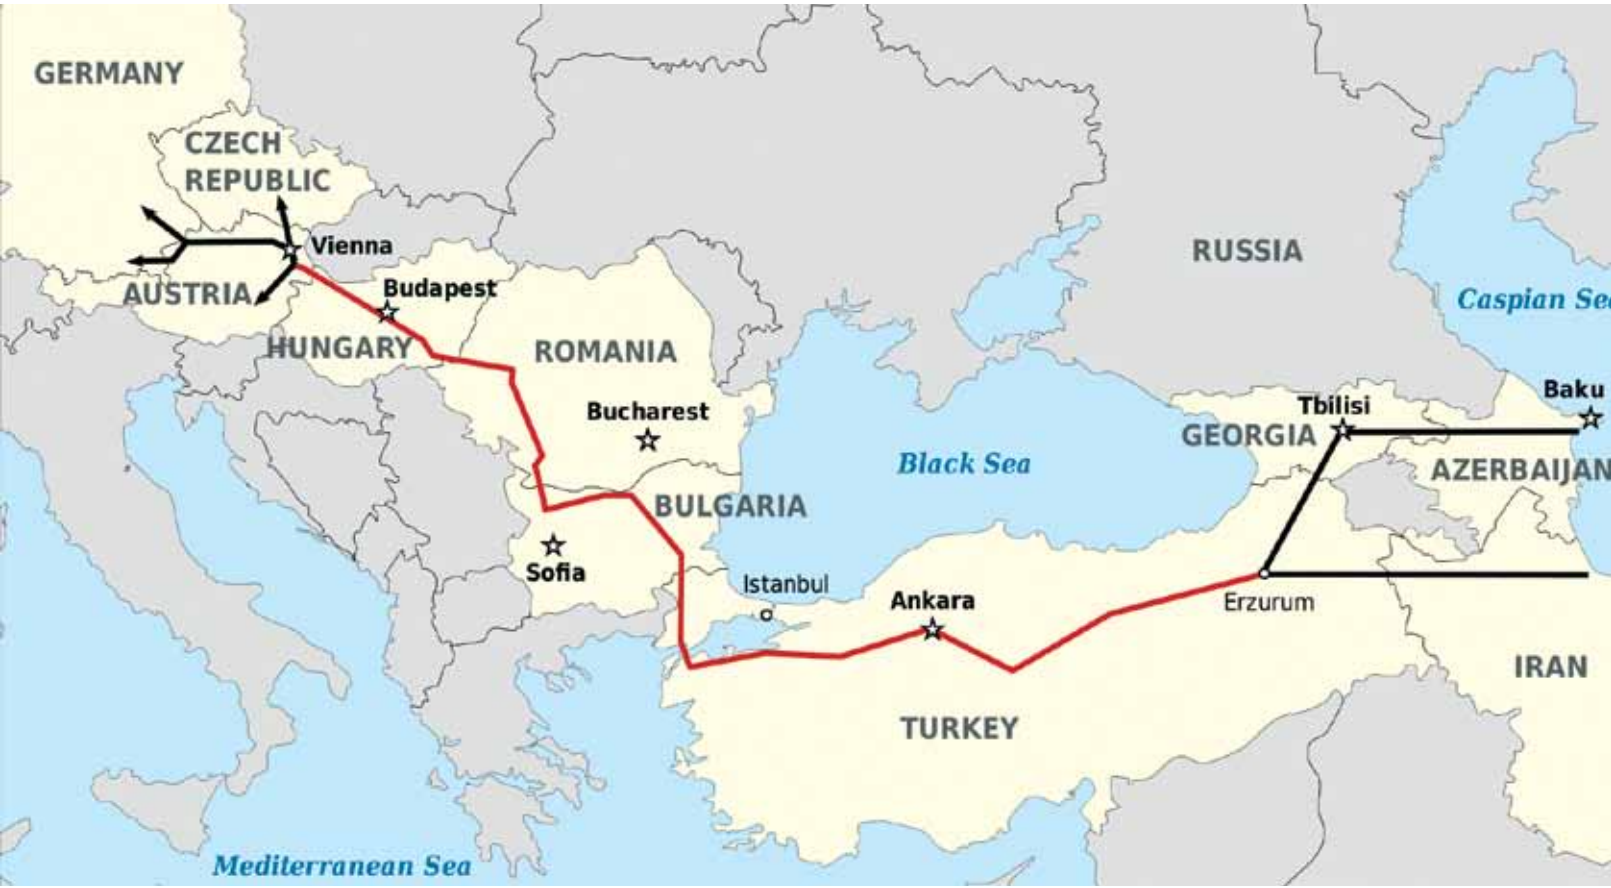 GERMANY
CZECH
REPUBLIC
Vienna
AUSTRIA
Budapest
HUNGARY
ROMANIA
Bucharest
BULGARIA
Sofia
Istanbul
Ankara
TURKEY
Black Sea
RUSSIA
Caspian Sea
Baku
Tbilisi
GEORGIA
AZERBAIJAN
Erzurum
IRAN
Mediterranean Sea